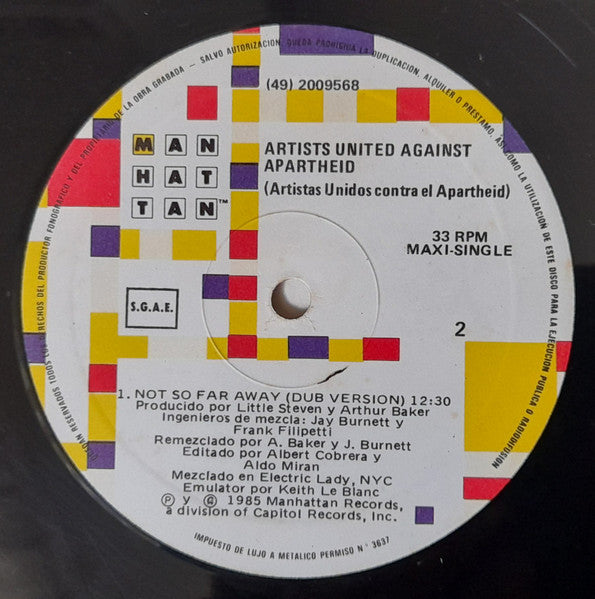 QUEDAN RESERVADOS TODOS LOS DERECHOS DEL PRODUCTOR FONOGRAFICO Y DEL PROPIETARIO DE LA OBRA GRABADA — SALVO AUTORIZACION, QUEDA PROHIBIDA LA DUPLICACION, ALQUILER O PRESTAMO, ASI COMO LA UTILIZACION DE ESTE DISCO PARA LA EJECUCION PUBLICA O RADIODIFUSION
(49) 2009568
MAN
HAT
TAN™
ARTISTS UNITED AGAINST
APARTHEID
(Artistas Unidos contra el Apartheid)
33 RPM
MAXI-SINGLE
S.G.A.E.
2
1. NOT SO FAR AWAY (DUB VERSION) 12:30
Producido por Little Steven y Arthur Baker
Ingenieros de mezcla: Jay Burnett y
Frank Filipetti
Remezclado por A. Baker y J. Burnett
Editado por Albert Cobrera y
Aldo Miran
Mezclado en Electric Lady, NYC
Emulator por Keith Le Blanc
Ⓟ y © 1985 Manhattan Records,
a division of Capitol Records, Inc.
IMPUESTO DE LUJO A METALICO PERMISO N° 3637